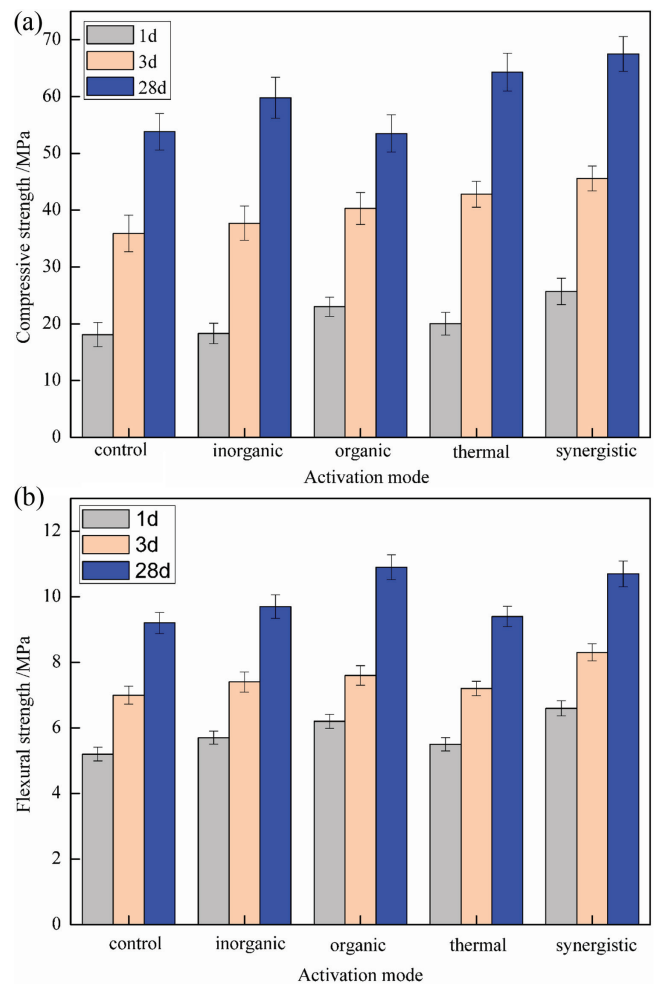 (a)
1d
3d
28d
70
60
50
40
30
20
10
0
Compressive strength /MPa
control inorganic organic thermal synergistic
Activation mode
(b)
1d
3d
28d
12
10
8
6
4
2
0
Flexural strength /MPa
control inorganic organic thermal synergistic
Activation mode